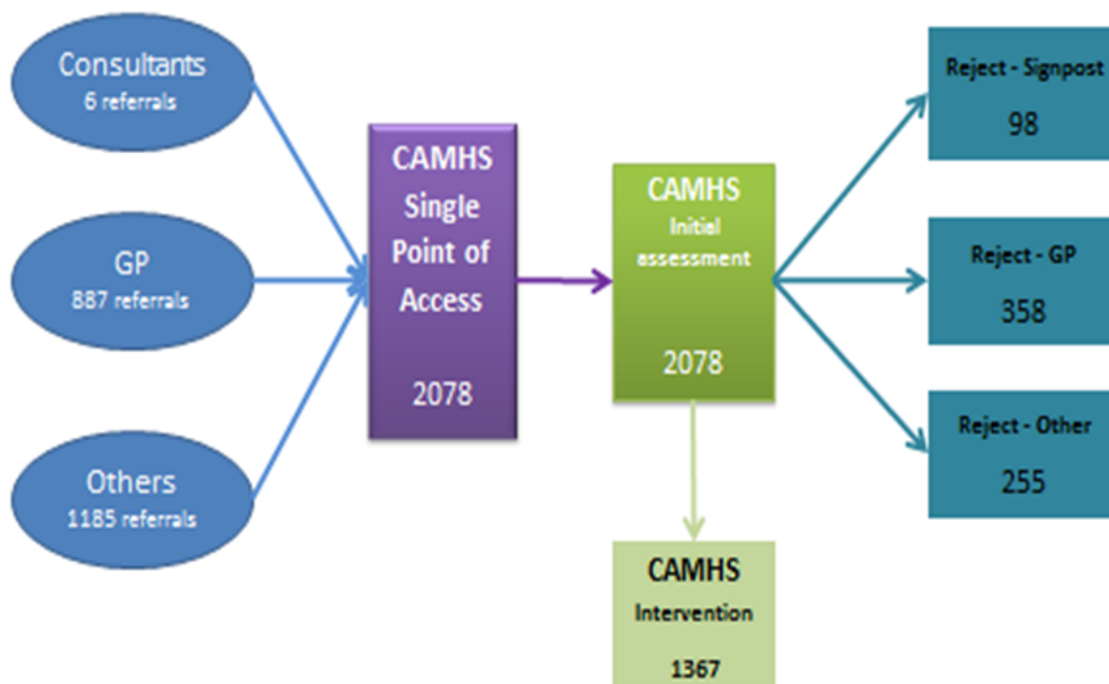 Consultants
6 referrals
GP
887 referrals
Others
1185 referrals
CAMHS
Single
Point of
Access
2078
CAMHS
Initial
assessment
2078
CAMHS
Intervention
1367
Reject - Signpost
98
Reject - GP
358
Reject - Other
255